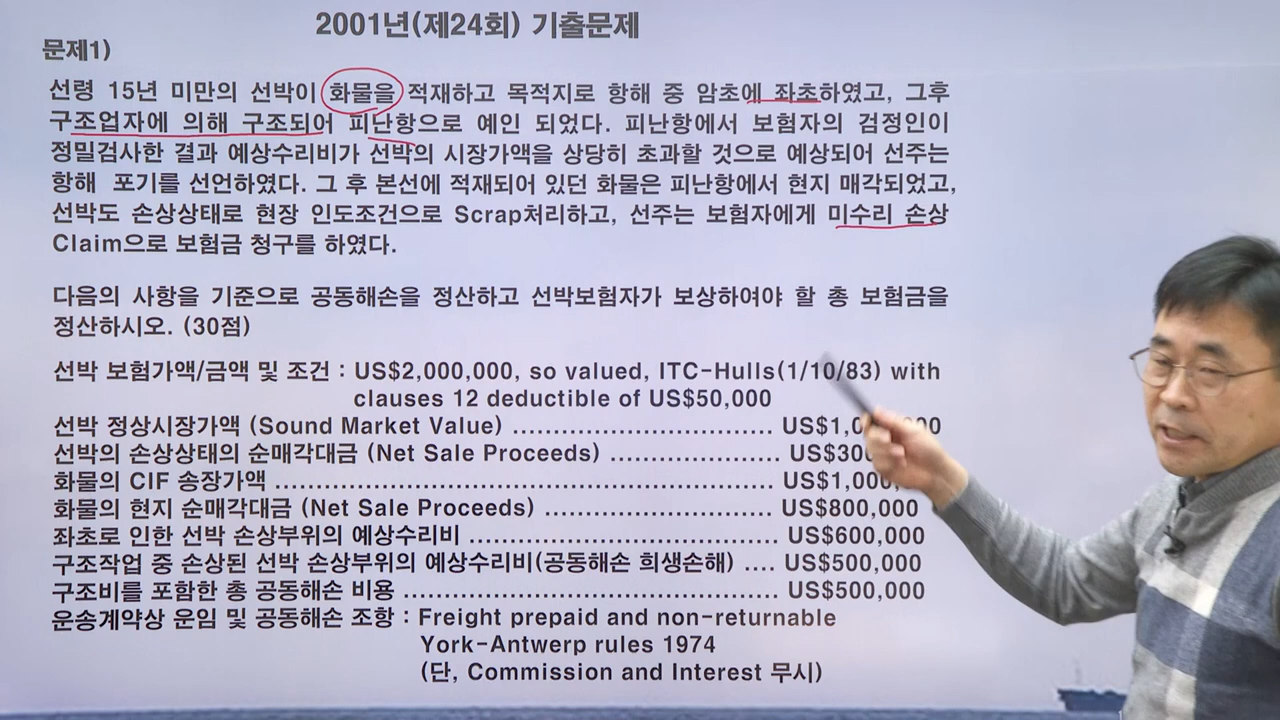 2001년(제24회) 기출문제
문제1)
선령 15년 미만의 선박이 화물을 적재하고 목적지로 항해 중 암초에 좌초하였고, 그후
구조업자에 의해 구조되어 피난항으로 예인 되었다. 피난항에서 보험자의 검정인이
정밀검사한 결과 예상수리비가 선박의 시장가액을 상당히 초과할 것으로 예상되어 선주는
항해 포기를 선언하였다. 그 후 본선에 적재되어 있던 화물은 피난항에서 현지 매각되었고,
선박도 손상상태로 현장 인도조건으로 Scrap처리하고, 선주는 보험자에게 미수리 손상
Claim으로 보험금 청구를 하였다.
다음의 사항을 기준으로 공동해손을 정산하고 선박보험자가 보상하여야 할 총 보험금을
정산하시오. (30점)
선박 보험가액/금액 및 조건 : US$2,000,000, so valued, ITC-Hulls(1/10/83) with
clauses 12 deductible of US$50,000
선박 정상시장가액 (Sound Market Value) ................................
선박의 손상상태의 순매각대금 (Net Sale Proceeds) ....................
화물의 CIF 송장가액 ............................................................
화물의 현지 순매각대금 (Net Sale Proceeds) ............................ US$800,000
좌초로 인한 선박 손상부위의 예상수리비 ..................................... US$600,000
구조작업 중 손상된 선박 손상부위의 예상수리비(공동해손 희생손해) .... US$500,000
구조비를 포함한 총 공동해손 비용 ............................................. US$500,000
운송계약상 운임 및 공동해손 조항 : Freight prepaid and non-returnable
York-Antwerp rules 1974
(단, Commission and Interest 무시)